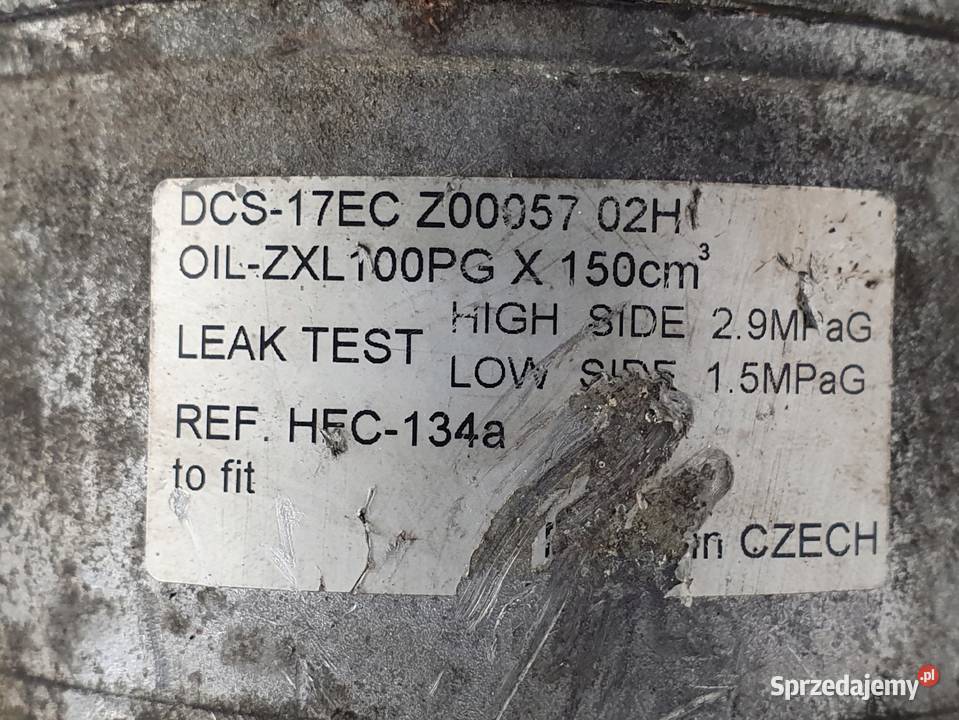 DCS-17EC Z00057 02H
OIL-ZXL100PG X 150cm³
LEAK TEST
HIGH SIDE 2.9MPaG
LOW SIDE 1.5MPaG
REF. HFC-134a
to fit
CZECH
Sprzedajemy.pl